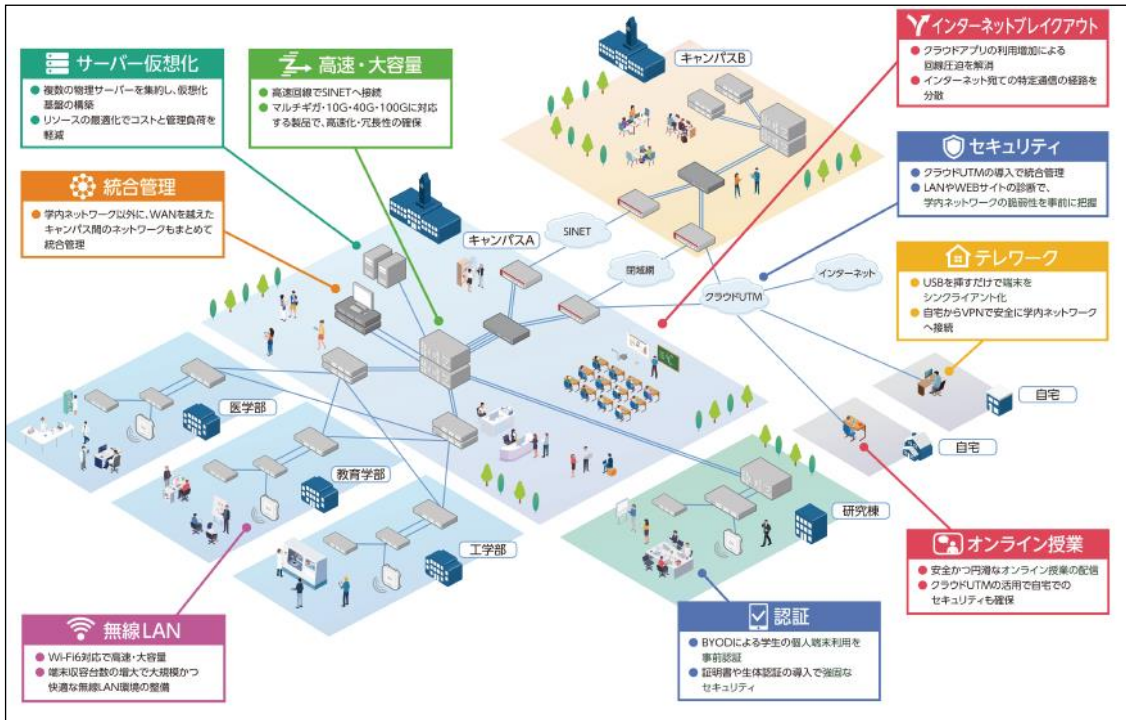 サーバー仮想化
● 複数の物理サーバーを集約し、仮想化
基盤の構築
● リソースの最適化でコストと管理負荷を
軽減
高速・大容量
● 高速回線でSINETへ接続
● マルチギガ・10G・40G・100Gに対応
する製品で、高速化・冗長性の確保
キャンパスB
インターネットブレイクアウト
● クラウドアプリの利用増加による
回線圧迫を解消
● インターネット宛ての特定通信の経路を
分散
統合管理
● 学内ネットワーク以外に、WANを越えた
キャンパス間のネットワークもまとめて
統合管理
セキュリティ
● クラウドUTMの導入で統合管理
● LANやWEBサイトの診断で、
学内ネットワークの脆弱性を事前に把握
キャンパスA
SINET
閉域網
クラウドUTM
インターネット
テレワーク
● USBを挿すだけで端末を
シンクライアント化
● 自宅からVPNで安全に学内ネットワーク
へ接続
自宅
自宅
医学部
教育学部
工学部
研究棟
オンライン授業
● 安全かつ円滑なオンライン授業の配信
● クラウドUTMの活用で自宅での
セキュリティも確保
無線LAN
● Wi-Fi6対応で高速・大容量
● 端末収容台数の増大で大規模かつ
快適な無線LAN環境の整備
認証
● BYODによる学生の個人端末利用を
事前認証
● 証明書や生体認証の導入で強固な
セキュリティ